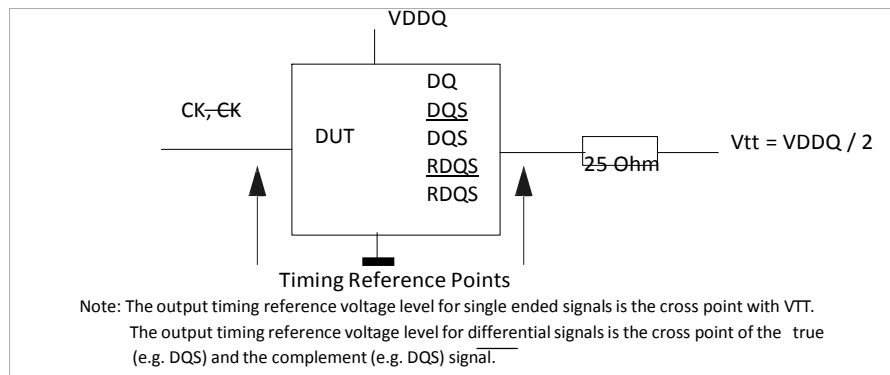 VDDQ
CK, CK
DUT
DQ
DQS
DQS
RDQS
RDQS
25 Ohm
Vtt = VDDQ / 2
Timing Reference Points
Note: The output timing reference voltage level for single ended signals is the cross point with VTT.
The output timing reference voltage level for differential signals is the cross point of the true
(e.g. DQS) and the complement (e.g. DQS) signal.